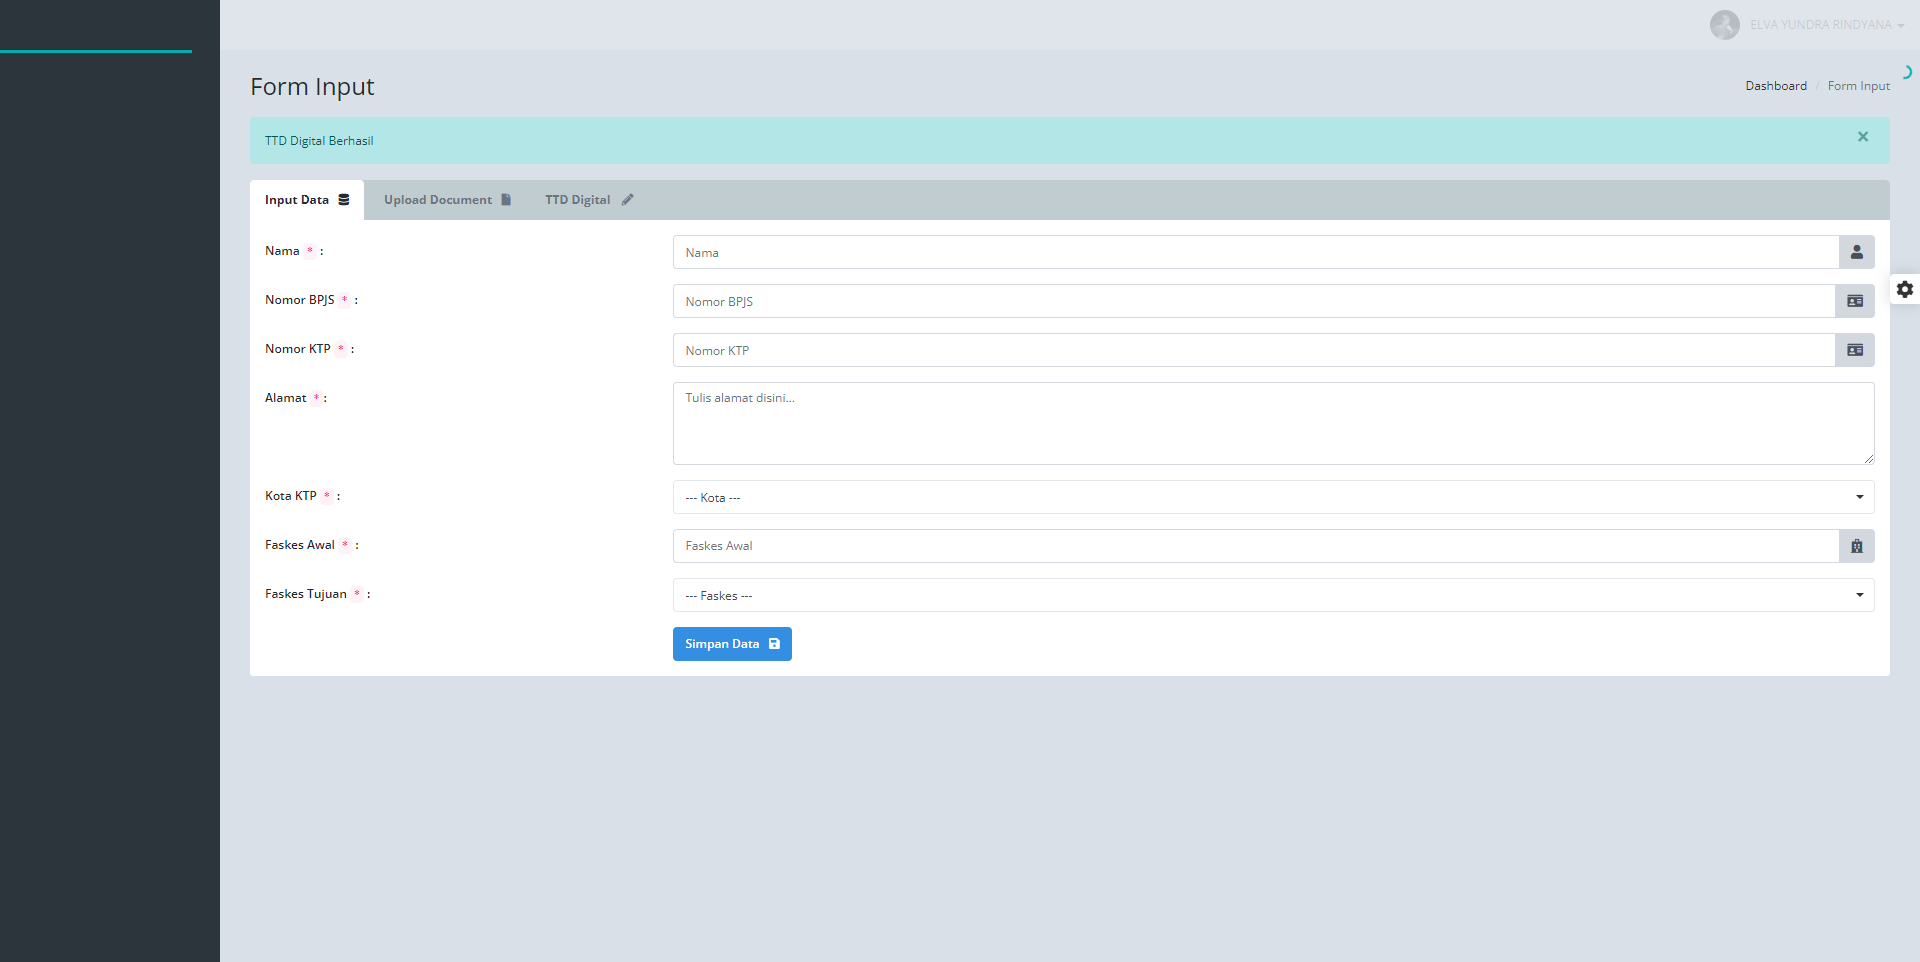 ELVA YUNDRA RINDYANA
Form Input
Dashboard / Form Input
TTD Digital Berhasil
×
Input Data
Upload Document
TTD Digital
Nama * :
Nama
Nomor BPJS * :
Nomor BPJS
Nomor KTP * :
Nomor KTP
Alamat * :
Tulis alamat disini...
Kota KTP * :
--- Kota ---
Faskes Awal * :
Faskes Awal
Faskes Tujuan * :
--- Faskes ---
Simpan Data